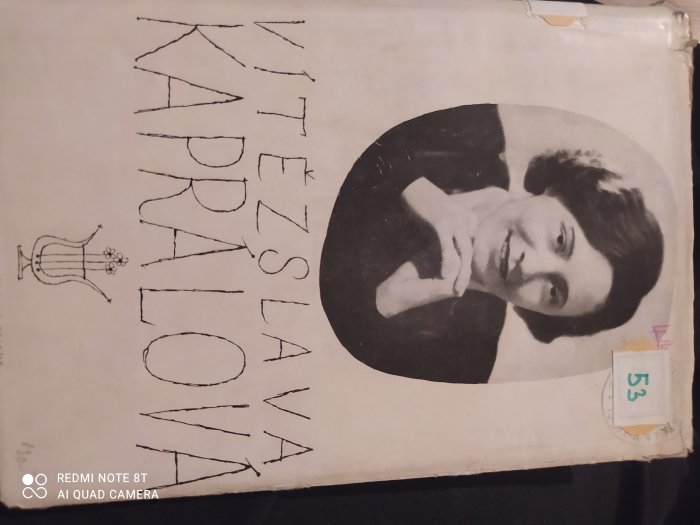 VÍTĚZSLAVA
KAPRÁLOVÁ
53
REDMI NOTE 8T
AI QUAD CAMERA